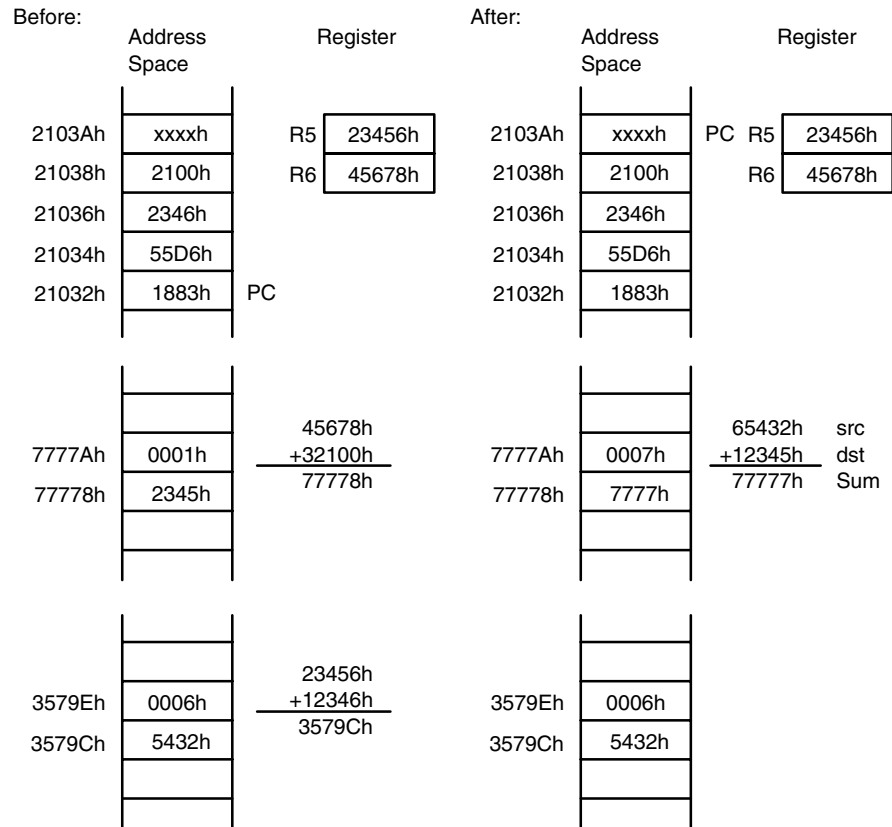 Before:
Address Space
Register
2103Ah xxxxh R5 23456h
21038h 2100h R6 45678h
21036h 2346h
21034h 55D6h
21032h 1883h PC
45678h
7777Ah 0001h +32100h
77778h 2345h 77778h
23456h
3579Eh 0006h +12346h
3579Ch 5432h 3579Ch
After:
Address Space
Register
2103Ah xxxxh PC R5 23456h
21038h 2100h R6 45678h
21036h 2346h
21034h 55D6h
21032h 1883h
65432h src
7777Ah 0007h +12345h dst
77778h 7777h 77777h Sum
3579Eh 0006h
3579Ch 5432h